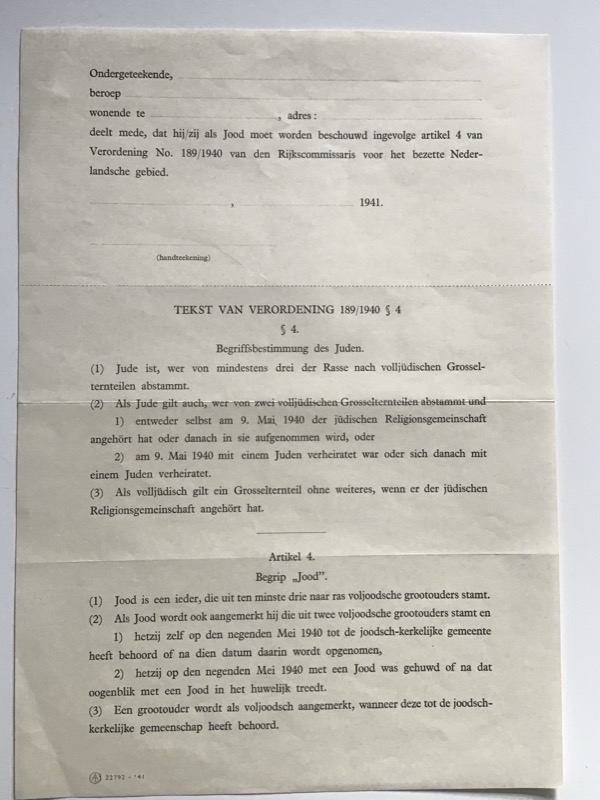 Ondergeteekende,
beroep
wonende te , adres :
deelt mede, dat hij/zij als Jood moet worden beschouwd ingevolge artikel 4 van
Verordening No. 189/1940 van den Rijkscommissaris voor het bezette Neder-
landsche gebied.
, 1941.
(handteekening)
TEKST VAN VERORDENING 189/1940 § 4
§ 4.
Begriffsbestimmung des Juden.
(1) Jude ist, wer von mindestens drei der Rasse nach volljüdischen Grossel-
ternteilen abstammt.
(2) Als Jude gilt auch, wer von zwei volljüdischen Grosselternteilen abstammt und
1) entweder selbst am 9. Mai 1940 der jüdischen Religionsgemeinschaft
angehört hat oder danach in sie aufgenommen wird, oder
2) am 9. Mai 1940 mit einem Juden verheiratet war oder sich danach mit
einem Juden verheiratet.
(3) Als volljüdisch gilt ein Grosselternteil ohne weiteres, wenn er der jüdischen
Religionsgemeinschaft angehört hat.
Artikel 4.
Begrip „Jood".
(1) Jood is een ieder, die uit ten minste drie naar ras voljoodsche grootouders stamt.
(2) Als Jood wordt ook aangemerkt hij die uit twee voljoodsche grootouders stamt en
1) hetzij zelf op den negenden Mei 1940 tot de joodsch-kerkelijke gemeente
heeft behoord of na dien datum daarin wordt opgenomen,
2) hetzij op den negenden Mei 1940 met een Jood was gehuwd of na dat
oogenblik met een Jood in het huwelijk treedt.
(3) Een grootouder wordt als voljoodsch aangemerkt, wanneer deze tot de joodsch-
kerkelijke gemeenschap heeft behoord.
22792 - '41